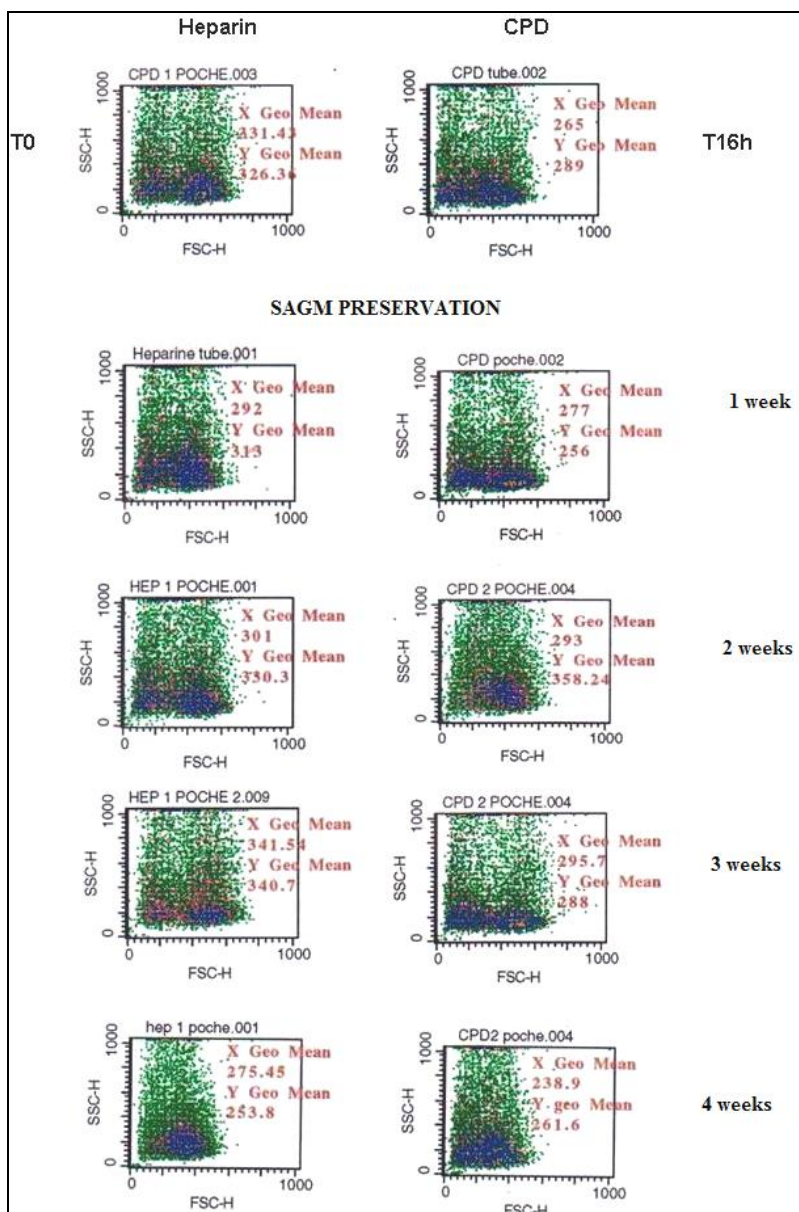 Heparin CPD
T0 T16h
CPD 1 POCHE.003
1000
SSC-H
0
X Geo Mean
331.43
Y Geo Mean
326.36
0 1000
FSC-H
CPD tube.002
1000
SSC-H
0
X Geo Mean
265
Y Geo Mean
289
0 1000
FSC-H
SAGM PRESERVATION
1 week
Heparine tube.001
1000
SSC-H
0
X Geo Mean
292
Y Geo Mean
313
0 1000
FSC-H
CPD poche.002
1000
SSC-H
0
X Geo Mean
277
Y Geo Mean
256
0 1000
FSC-H
2 weeks
HEP 1 POCHE.001
1000
SSC-H
0
X Geo Mean
301
Y Geo Mean
330.3
0 1000
FSC-H
CPD 2 POCHE.004
1000
SSC-H
0
X Geo Mean
293
Y Geo Mean
358.24
0 1000
FSC-H
3 weeks
HEP 1 POCHE 2.009
1000
SSC-H
0
X Geo Mean
341.54
Y Geo Mean
340.7
0 1000
FSC-H
CPD 2 POCHE.004
1000
SSC-H
0
X Geo Mean
295.7
Y Geo Mean
288
0 1000
FSC-H
4 weeks
hep 1 poche.001
1000
SSC-H
0
X Geo Mean
275.45
Y Geo Mean
253.8
0 1000
FSC-H
CPD2 poche.004
1000
SSC-H
0
X Geo Mean
238.9
Y geo Mean
261.6
0 1000
FSC-H